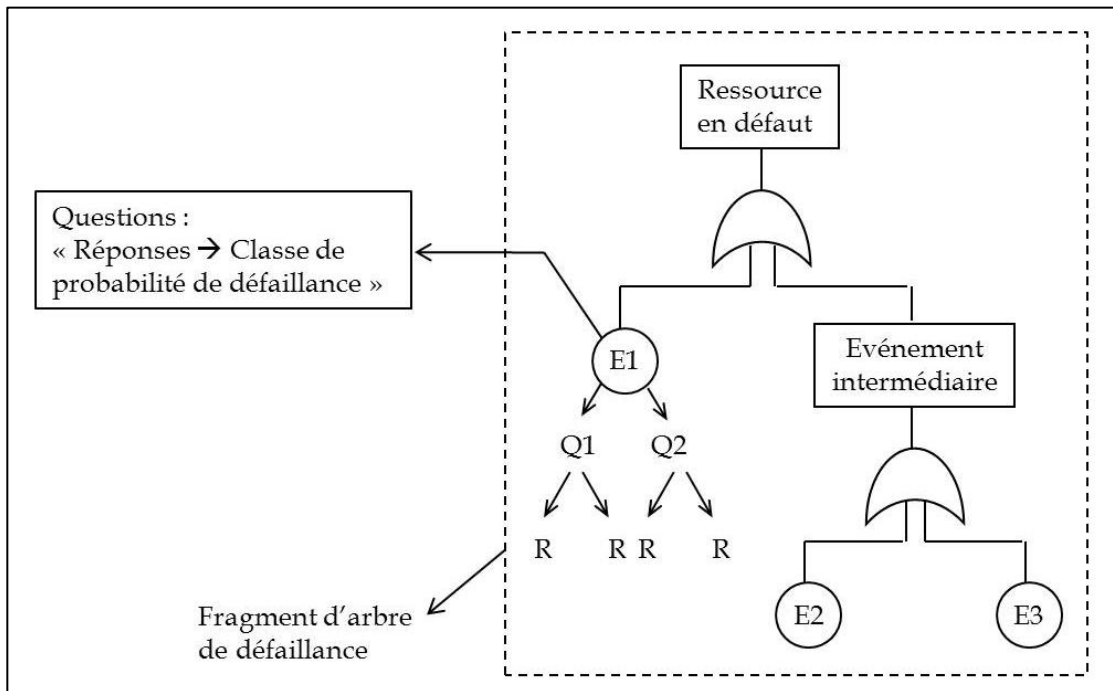 Ressource
en défaut
Questions :
« Réponses → Classe de
probabilité de défaillance »
E1
Evénement
intermédiaire
Q1 Q2
R R R R
E2 E3
Fragment d’arbre
de défaillance